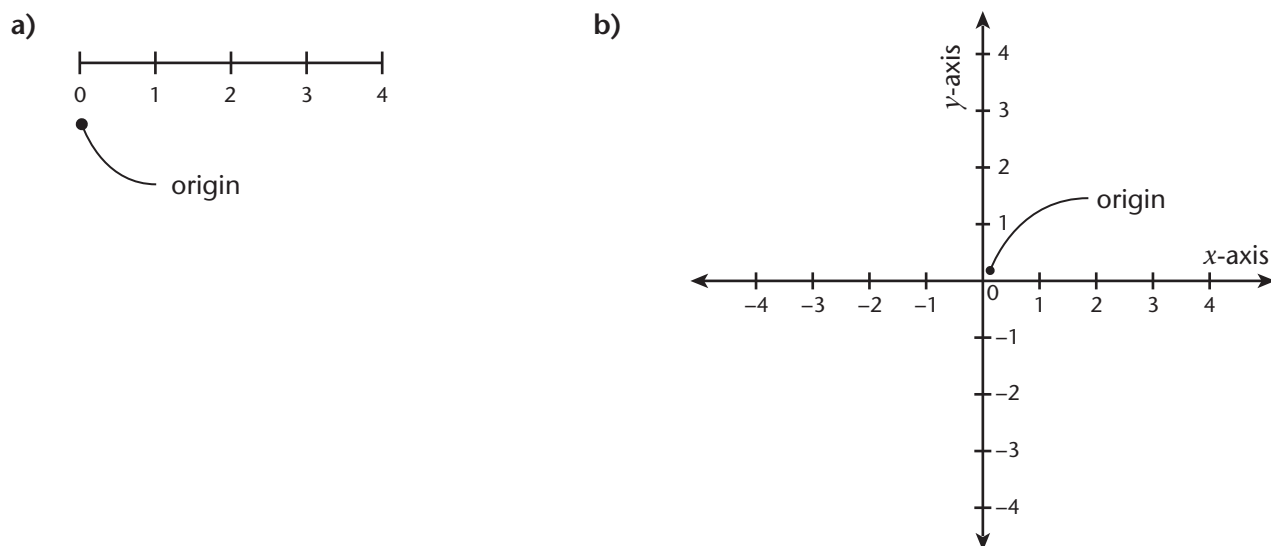 a)
0 1 2 3 4
origin
b)
y-axis
4
3
2
1
origin
x-axis
–4 –3 –2 –1 0 1 2 3 4
–1
–2
–3
–4